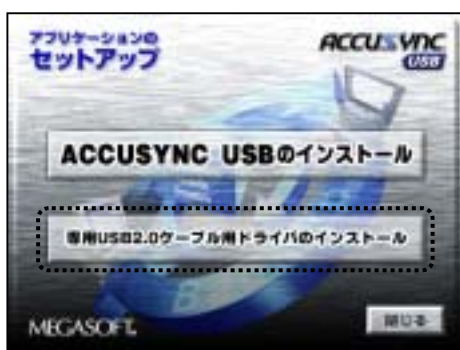 アプリケーションの
セットアップ
ACCUSYNC
USB
ACCUSYNC USBのインストール
専用USB2.0ケーブル用ドライバのインストール
MEGASOFT.
閉じる